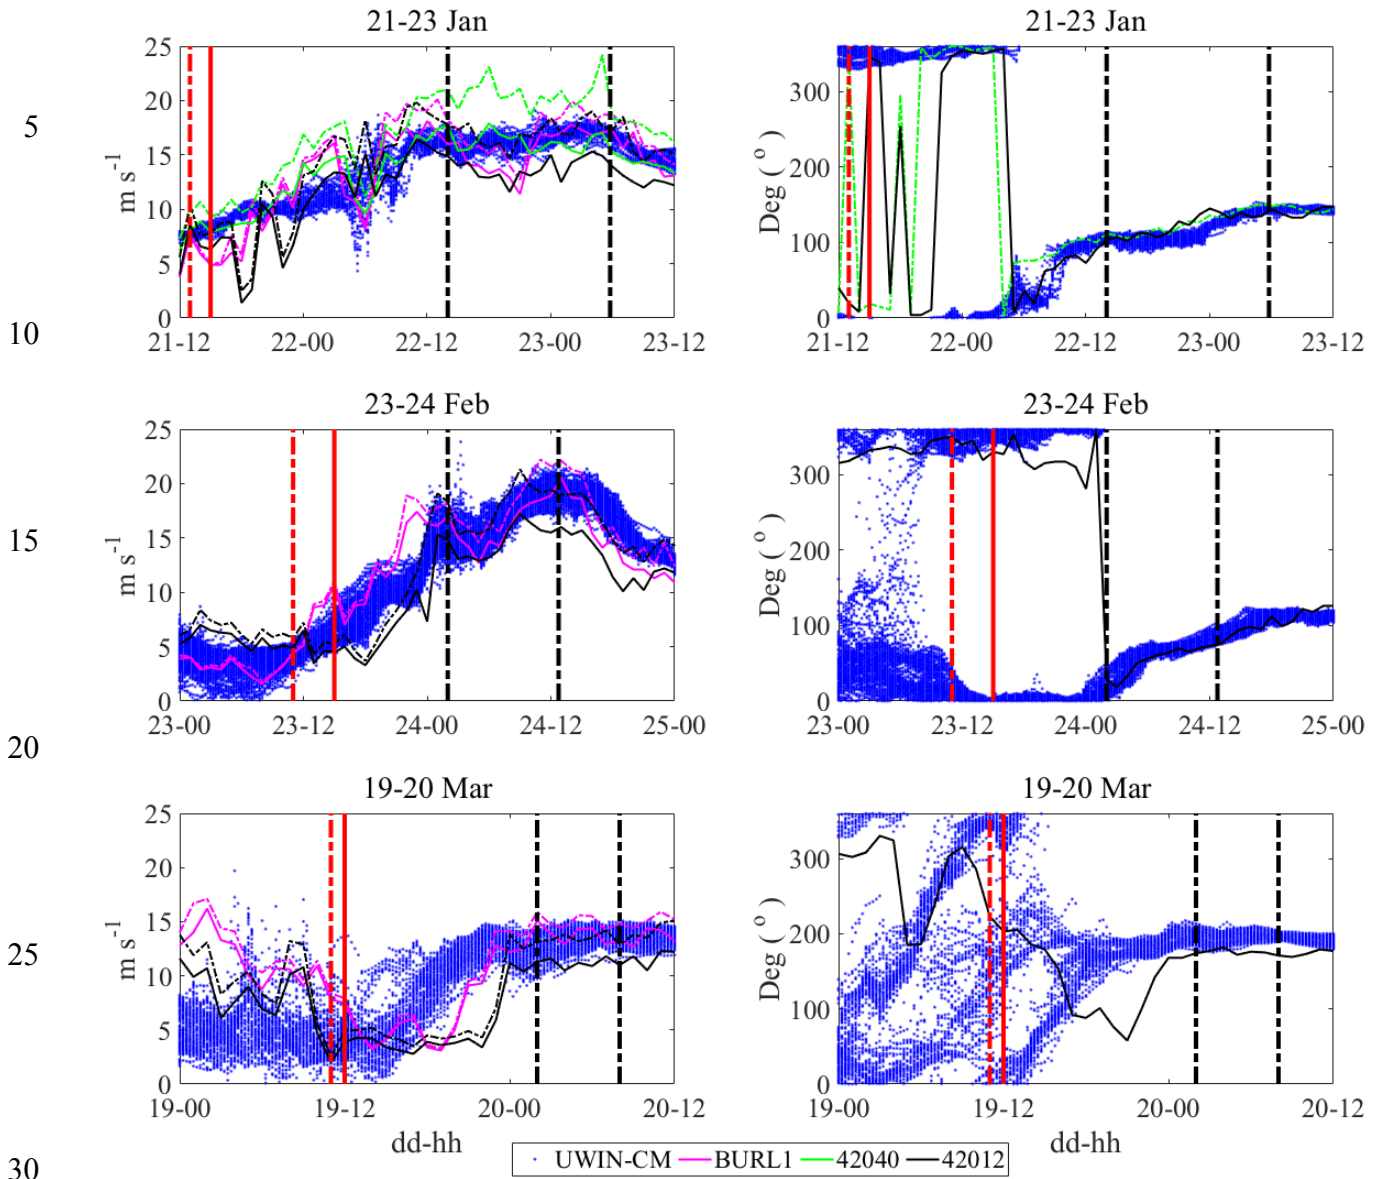 21-23 Jan
25
20
15
10
5
0
m s-1
21-12 22-00 22-12 23-00 23-12
21-23 Jan
300
200
100
0
Deg ( o )
21-12 22-00 22-12 23-00 23-12
23-24 Feb
25
20
15
10
5
0
m s-1
23-00 23-12 24-00 24-12 25-00
23-24 Feb
300
200
100
0
Deg ( o )
23-00 23-12 24-00 24-12 25-00
19-20 Mar
25
20
15
10
5
0
m s-1
19-00 19-12 20-00 20-12
dd-hh
19-20 Mar
300
200
100
0
Deg ( o )
19-00 19-12 20-00 20-12
dd-hh
UWIN-CM BURL1 42040 42012
5
10
15
20
25
30